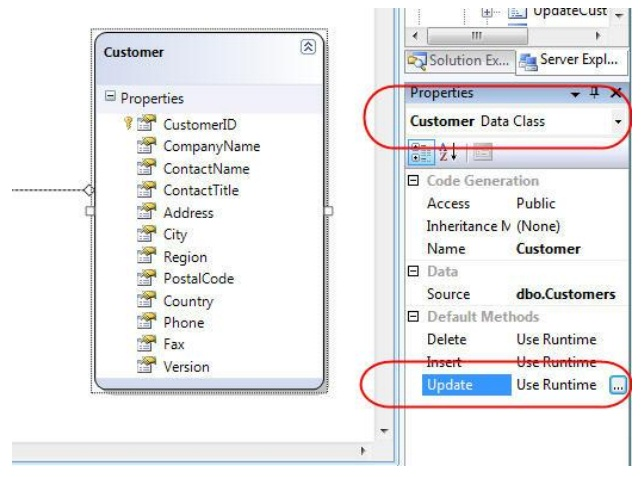 Customer
Properties
CustomerID
CompanyName
ContactName
ContactTitle
Address
City
Region
PostalCode
Country
Phone
Fax
Version
UpdateCust
Solution Ex... Server Expl...
Properties
Customer Data Class
Code Generation
Access Public
Inheritance M (None)
Name Customer
Data
Source dbo.Customers
Default Methods
Delete Use Runtime
Insert Use Runtime
Update Use Runtime ...